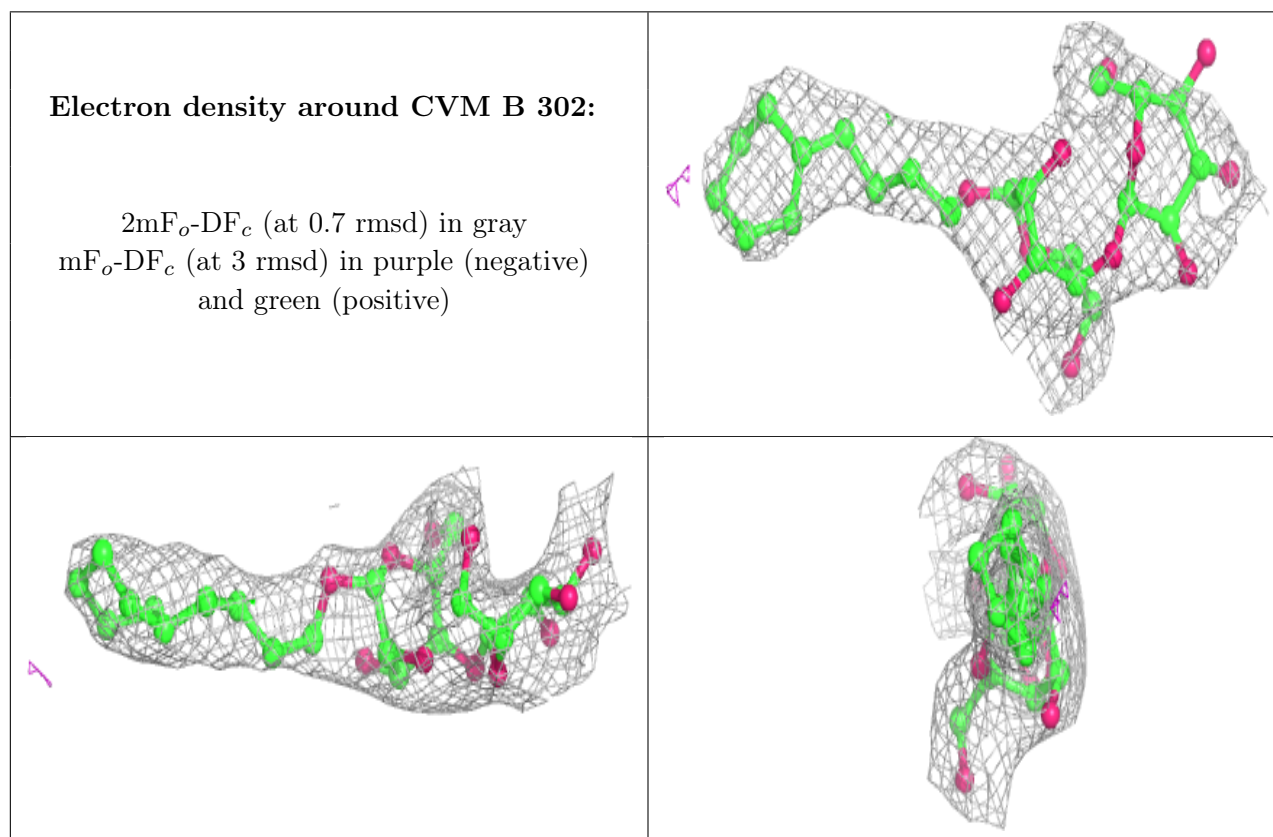 Electron density around CVM B 302:
2mFo-DFc (at 0.7 rmsd) in gray
mFo-DFc (at 3 rmsd) in purple (negative)
and green (positive)